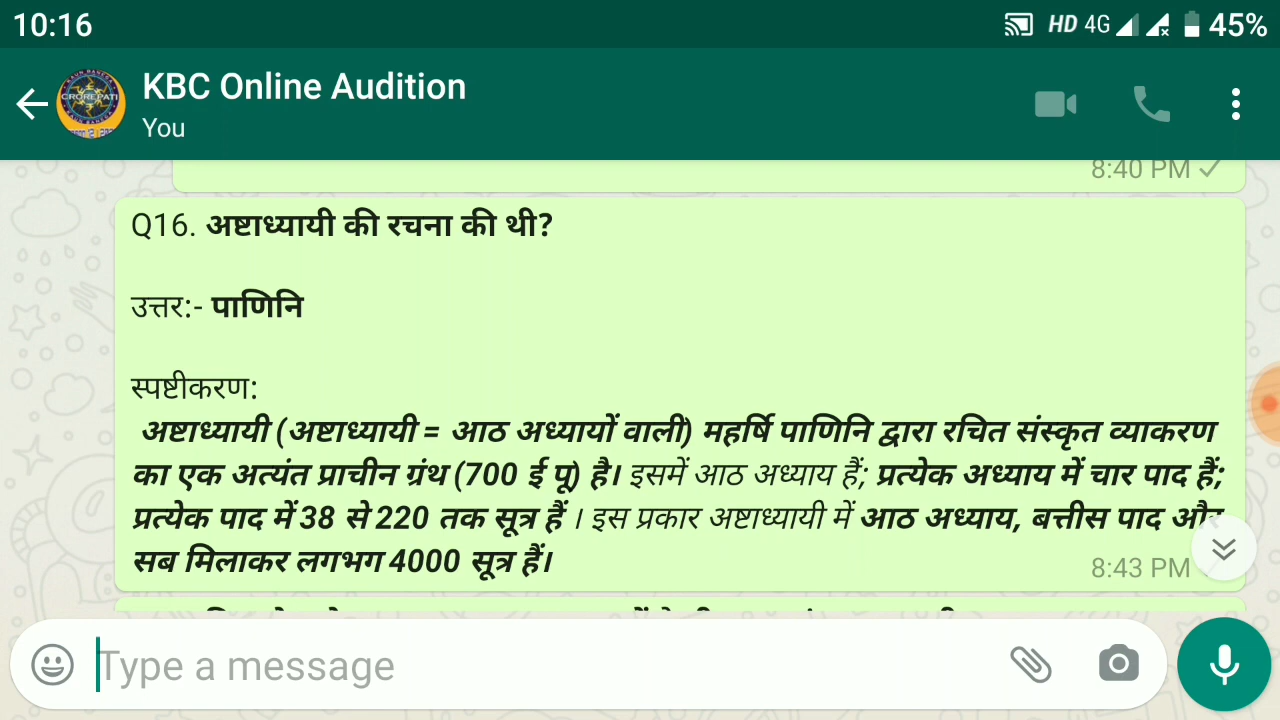 10:16 HD 4G 45%
KBC Online Audition
You
8:40 PM
Q16. अष्टाध्यायी की रचना की थी?
उत्तर:- पाणिनि
स्पष्टीकरण:
अष्टाध्यायी (अष्टाध्यायी = आठ अध्यायों वाली) महर्षि पाणिनि द्वारा रचित संस्कृत व्याकरण
का एक अत्यंत प्राचीन ग्रंथ (700 ई पू) है। इसमें आठ अध्याय हैं; प्रत्येक अध्याय में चार पाद हैं;
प्रत्येक पाद में 38 से 220 तक सूत्र हैं । इस प्रकार अष्टाध्यायी में आठ अध्याय, बत्तीस पाद और
सब मिलाकर लगभग 4000 सूत्र हैं।
8:43 PM
Type a message